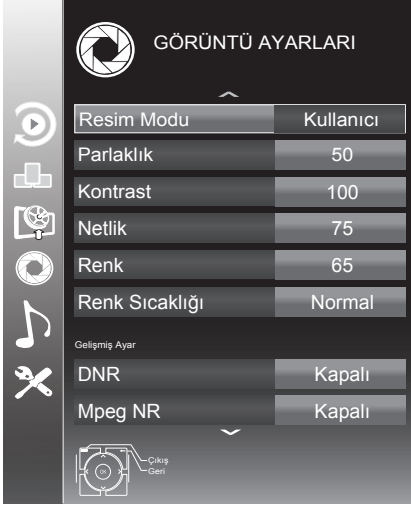 GÖRÜNTÜ AYARLARI
Resim Modu Kullanıcı
Parlaklık 50
Kontrast 100
Netlik 75
Renk 65
Renk Sıcaklığı Normal
Gelişmiş Ayar
DNR Kapalı
Mpeg NR Kapalı
Çıkış
OK
Geri